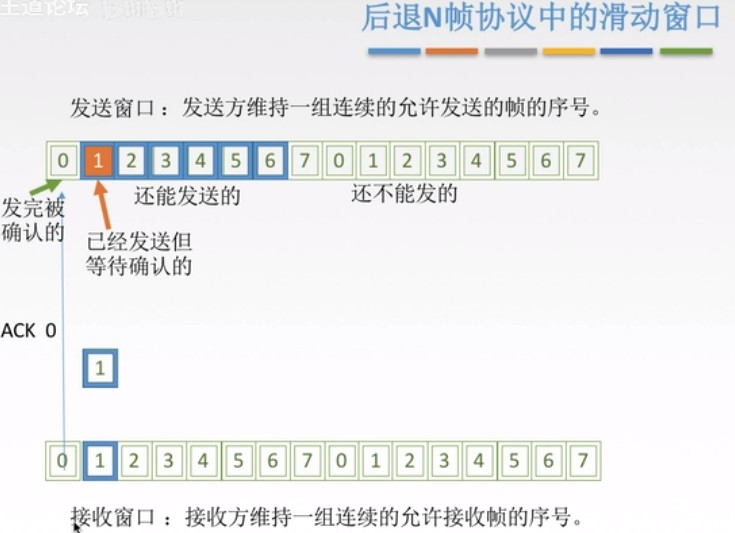 王道论坛
后退N帧协议中的滑动窗口
发送窗口：发送方维持一组连续的允许发送的帧的序号。
0 1 2 3 4 5 6 7 0 1 2 3 4 5 6 7
发完被
确认的
还能发送的
还不能发的
已经发送但
等待确认的
ACK 0
1
0 1 2 3 4 5 6 7 0 1 2 3 4 5 6 7
接收窗口：接收方维持一组连续的允许接收帧的序号。